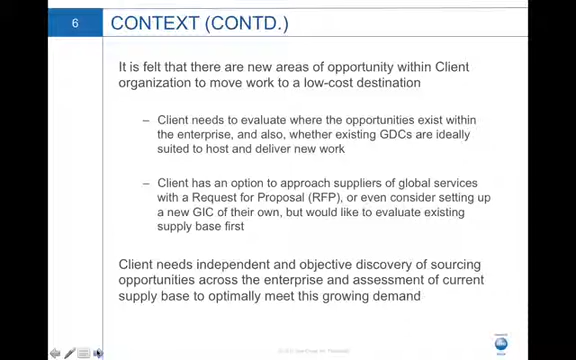 6
CONTEXT (CONTD.)
It is felt that there are new areas of opportunity within Client
organization to move work to a low-cost destination
– Client needs to evaluate where the opportunities exist within
the enterprise, and also, whether existing GDCs are ideally
suited to host and deliver new work
– Client has an option to approach suppliers of global services
with a Request for Proposal (RFP), or even consider setting up
a new GIC of their own, but would like to evaluate existing
supply base first
Client needs independent and objective discovery of sourcing
opportunities across the enterprise and assessment of current
supply base to optimally meet this growing demand